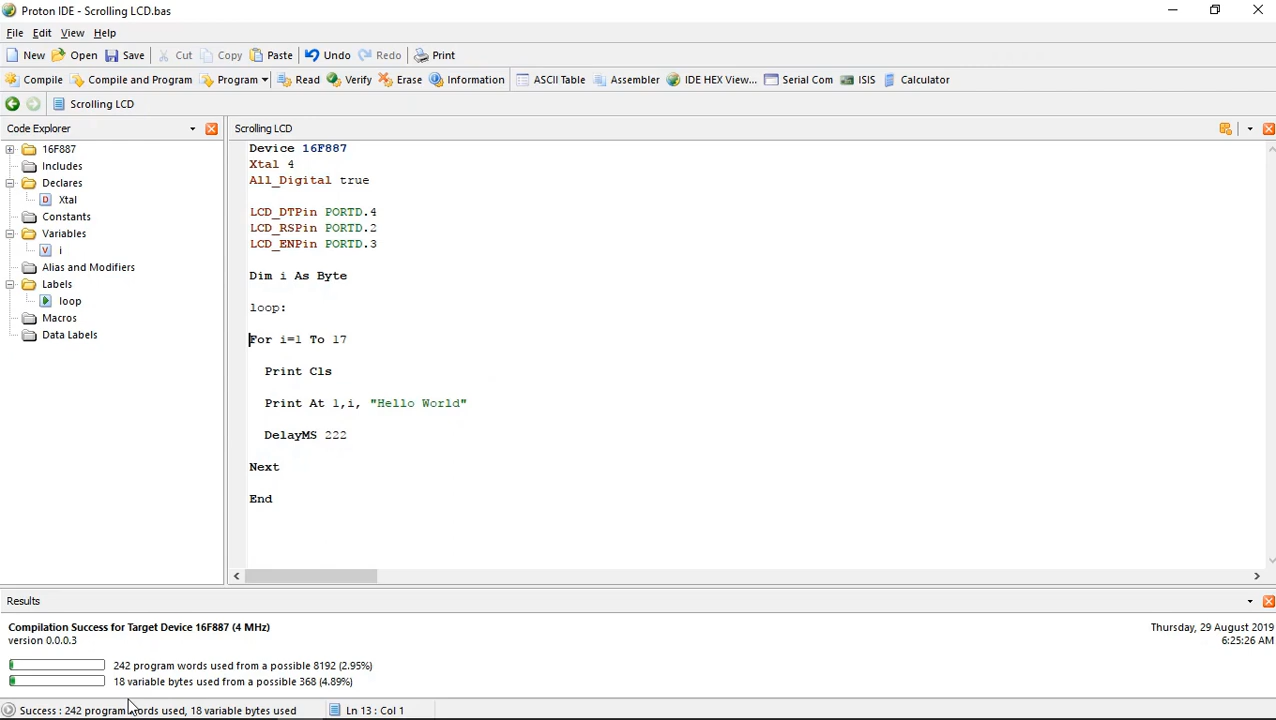 Proton IDE - Scrolling LCD.bas
File Edit View Help
New Open Save Cut Copy Paste Undo Redo Print
Compile Compile and Program Program Read Verify Erase Information ASCII Table Assembler IDE HEX View... Serial Com ISIS Calculator
Scrolling LCD
Code Explorer
16F887
Includes
Declares
D Xtal
Constants
Variables
V i
Alias and Modifiers
Labels
loop
Macros
Data Labels
Scrolling LCD
Device 16F887
Xtal 4
All_Digital true
LCD_DTPin PORTD.4
LCD_RSPin PORTD.2
LCD_ENPin PORTD.3
Dim i As Byte
loop:
For i=1 To 17
Print Cls
Print At 1,i, "Hello World"
DelayMS 222
Next
End
Results
Compilation Success for Target Device 16F887 (4 MHz)
version 0.0.0.3
Thursday, 29 August 2019
6:25:26 AM
242 program words used from a possible 8192 (2.95%)
18 variable bytes used from a possible 368 (4.89%)
Success : 242 program words used, 18 variable bytes used
Ln 13 : Col 1